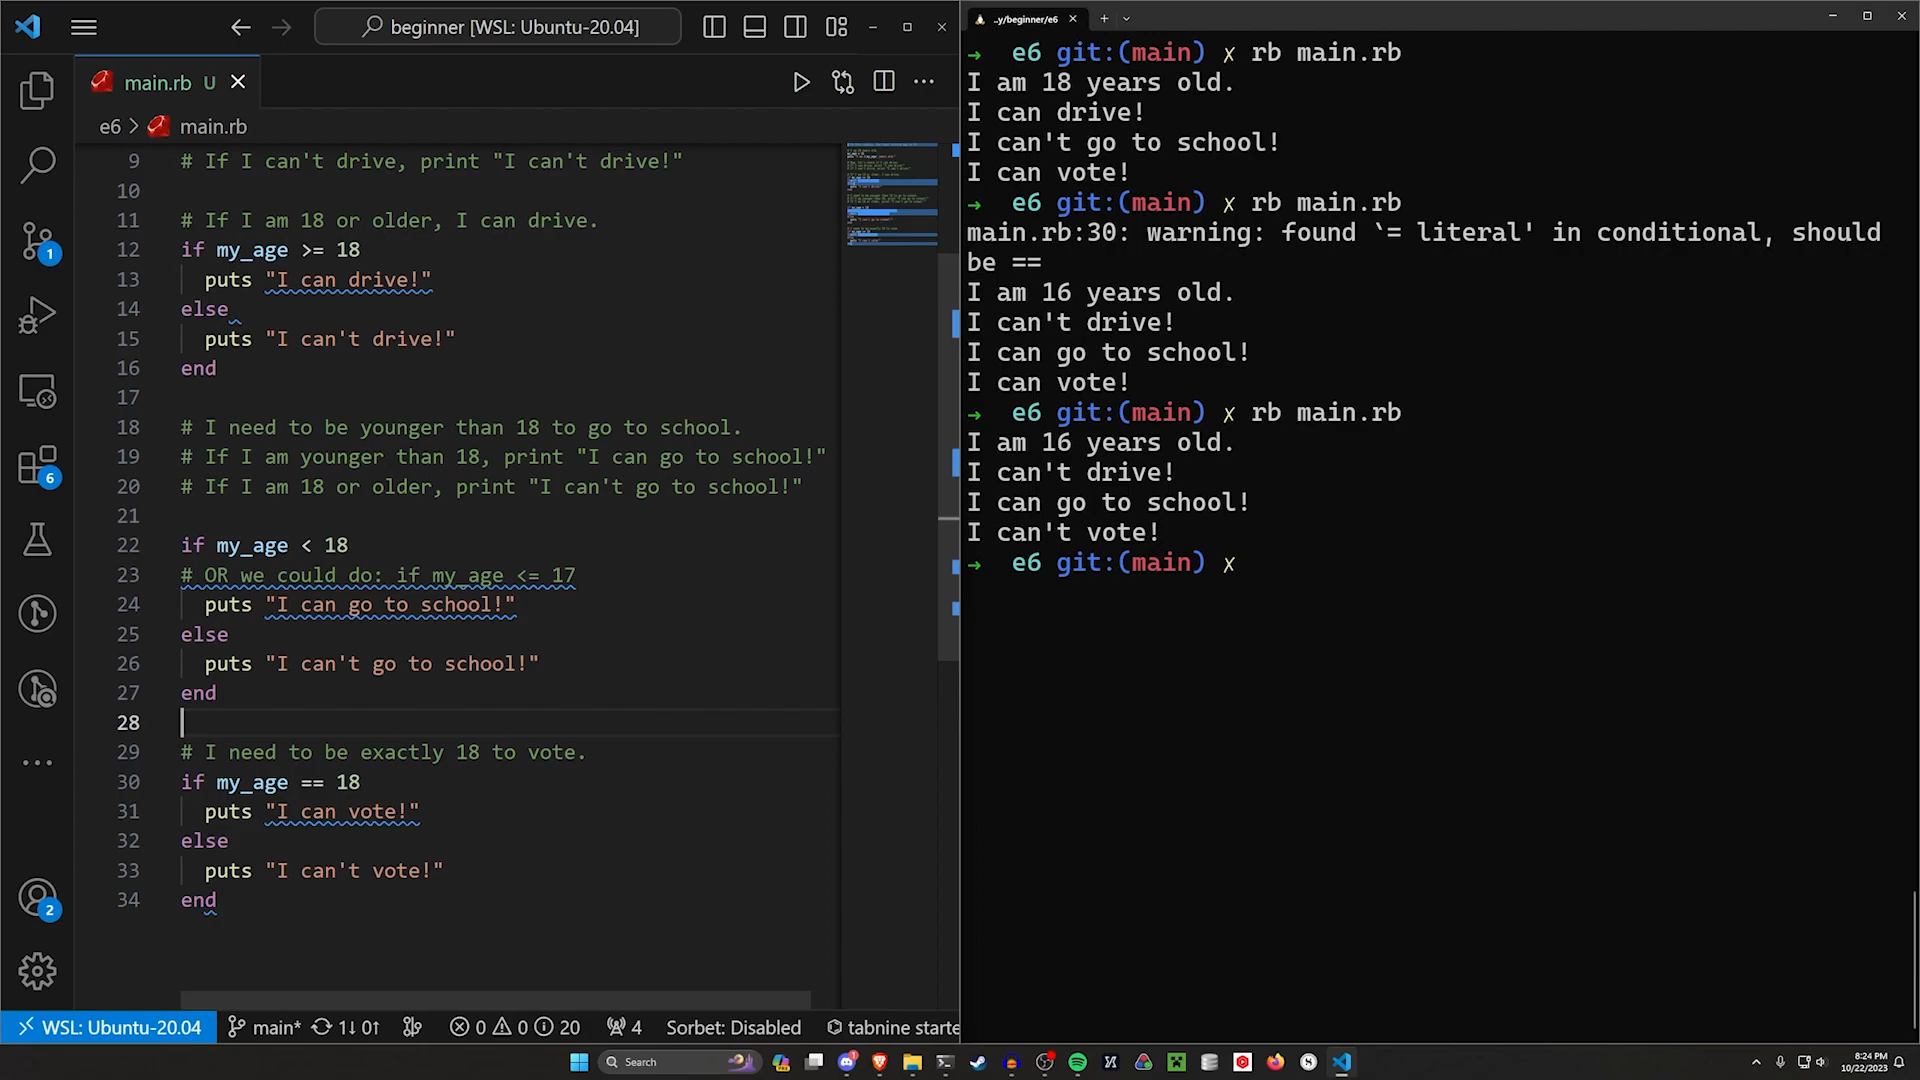 beginner [WSL: Ubuntu-20.04]
main.rb U
e6 > main.rb
9 # If I can't drive, print "I can't drive!"
10
11 # If I am 18 or older, I can drive.
12 if my_age >= 18
13 puts "I can drive!"
14 else
15 puts "I can't drive!"
16 end
17
18 # I need to be younger than 18 to go to school.
19 # If I am younger than 18, print "I can go to school!"
20 # If I am 18 or older, print "I can't go to school!"
21
22 if my_age < 18
23 # OR we could do: if my_age <= 17
24 puts "I can go to school!"
25 else
26 puts "I can't go to school!"
27 end
28
29 # I need to be exactly 18 to vote.
30 if my_age == 18
31 puts "I can vote!"
32 else
33 puts "I can't vote!"
34 end
1
6
2
WSL: Ubuntu-20.04 main* 1↓ 0↑ 0 0 20 4 Sorbet: Disabled tabnine starte
..y/beginner/e6
→ e6 git:(main) ✗ rb main.rb
I am 18 years old.
I can drive!
I can't go to school!
I can vote!
→ e6 git:(main) ✗ rb main.rb
main.rb:30: warning: found `= literal' in conditional, should
be ==
I am 16 years old.
I can't drive!
I can go to school!
I can vote!
→ e6 git:(main) ✗ rb main.rb
I am 16 years old.
I can't drive!
I can go to school!
I can't vote!
→ e6 git:(main) ✗
Search
8:24 PM
10/22/2023